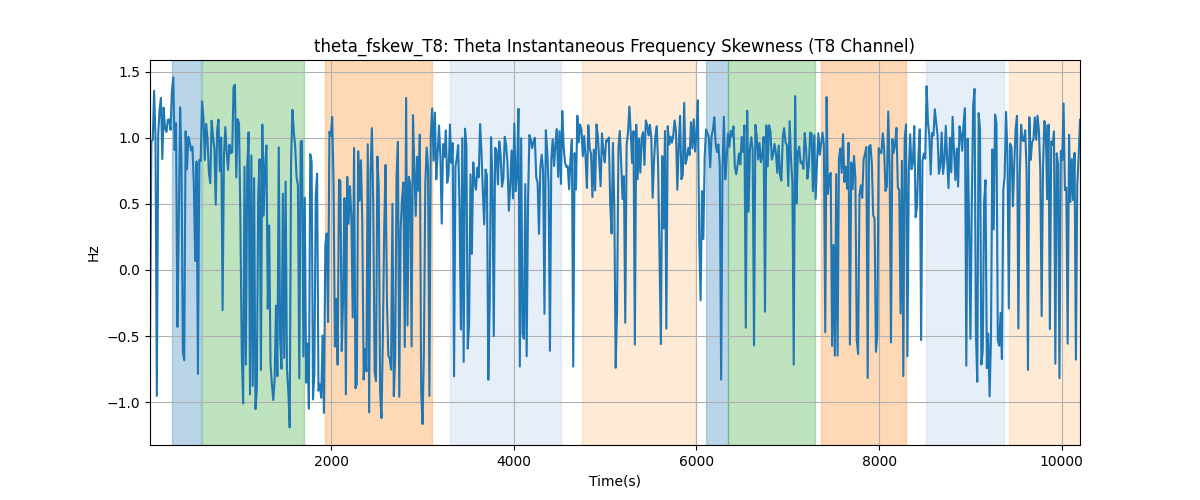 theta_fskew_T8: Theta Instantaneous Frequency Skewness (T8 Channel)
1.5
1.0
0.5
0.0
−0.5
−1.0
Hz
2000 4000 6000 8000 10000
Time(s)